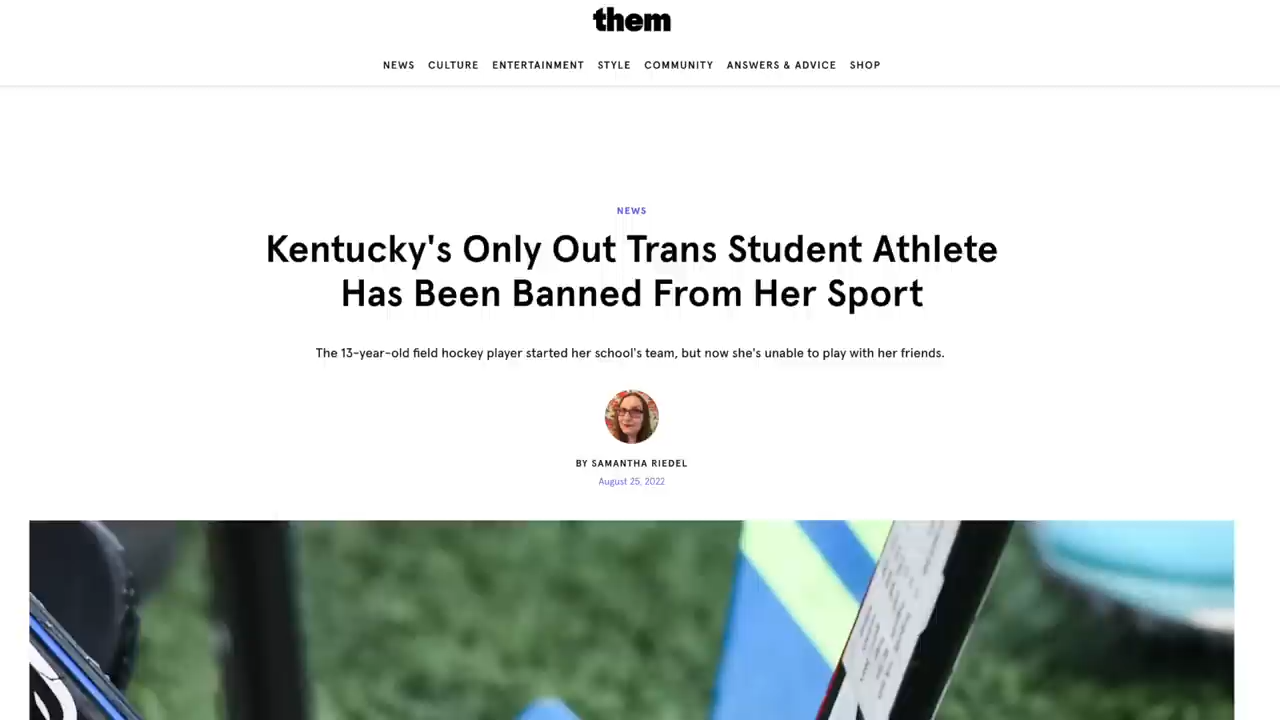 them
NEWS CULTURE ENTERTAINMENT STYLE COMMUNITY ANSWERS & ADVICE SHOP
NEWS
Kentucky's Only Out Trans Student Athlete
Has Been Banned From Her Sport
The 13-year-old field hockey player started her school's team, but now she's unable to play with her friends.
BY SAMANTHA RIEDEL
August 25, 2022